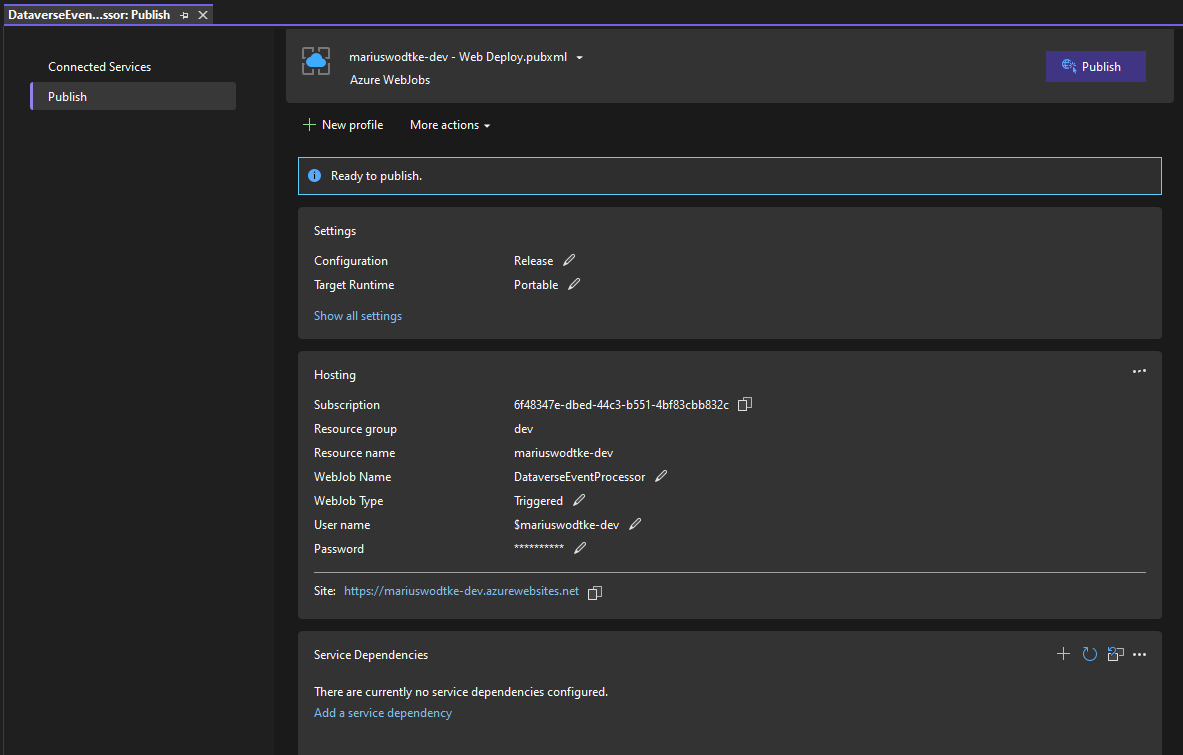 DataverseEven...ssor: Publish
Connected Services
Publish
mariuswodtke-dev - Web Deploy.pubxml
Azure WebJobs
Publish
New profile More actions
Ready to publish.
Settings
Configuration Release
Target Runtime Portable
Show all settings
Hosting
Subscription 6f48347e-dbed-44c3-b551-4bf83cbb832c
Resource group dev
Resource name mariuswodtke-dev
WebJob Name DataverseEventProcessor
WebJob Type Triggered
User name $mariuswodtke-dev
Password **********
Site: https://mariuswodtke-dev.azurewebsites.net
Service Dependencies
There are currently no service dependencies configured.
Add a service dependency